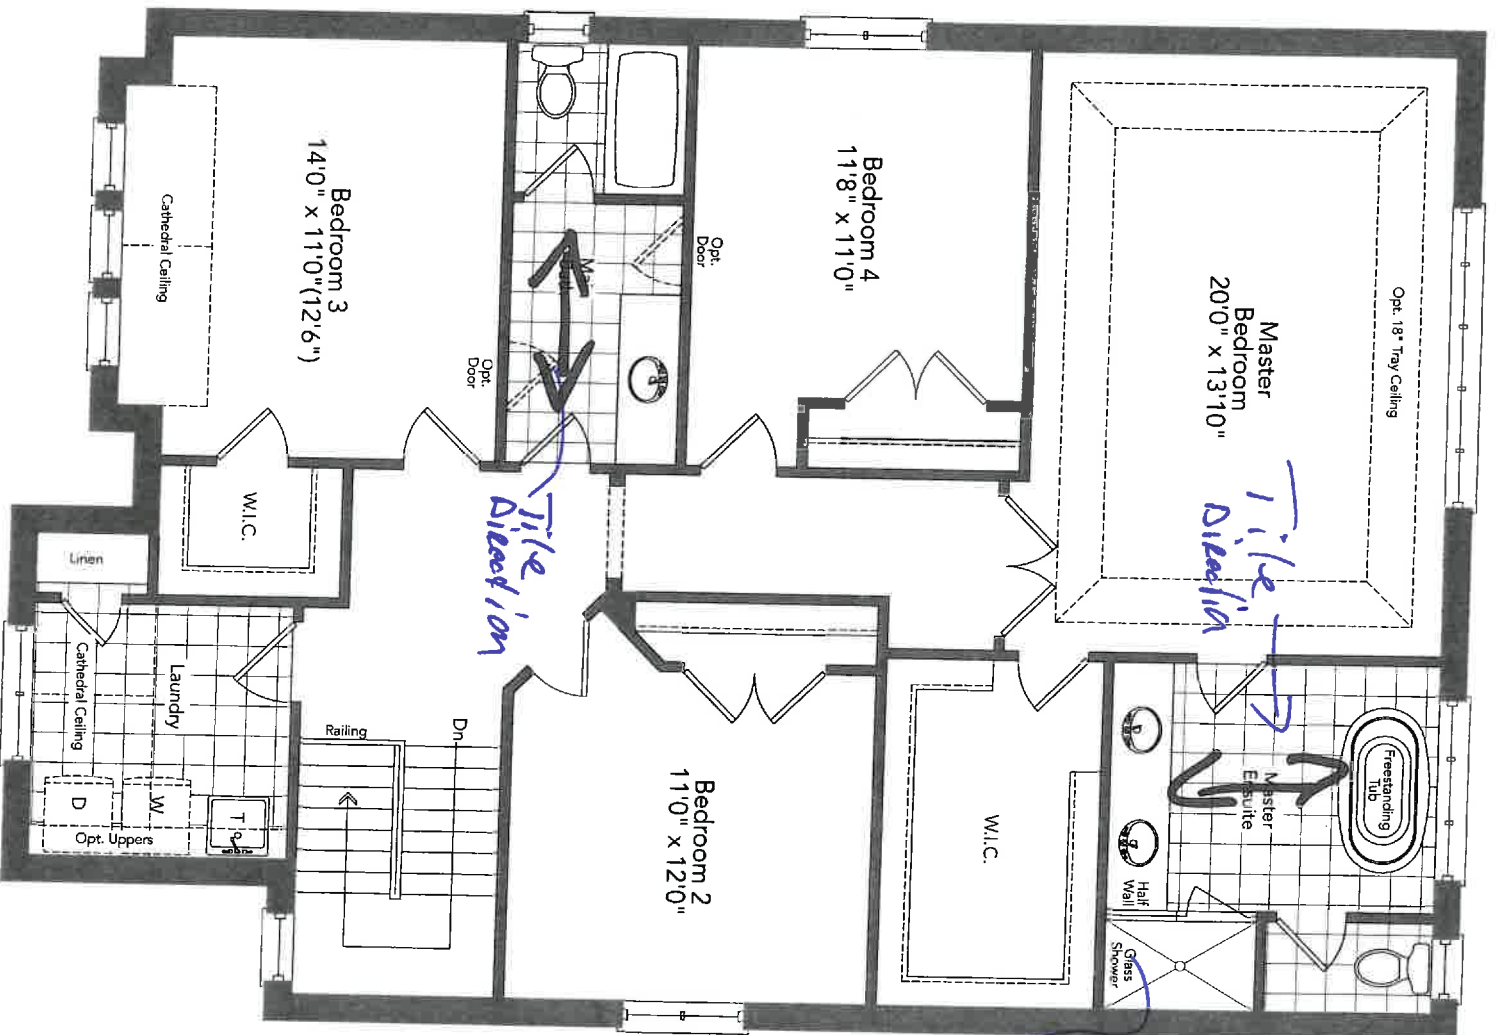 Opt. 18" Tray Ceiling
Master
Bedroom
20'0" x 13'10"
Tile
Direction
Freestanding
Tub
Master
Ensuite
Half
Wall
Glass
Shower
W.I.C.
Bedroom 4
11'8" x 11'0"
Opt.
Door
Opt.
Door
Tile
Direction
Bedroom 2
11'0" x 12'0"
Bedroom 3
14'0" x 11'0"(12'6")
Cathedral Ceiling
W.I.C.
Linen
Laundry
Cathedral Ceiling
W
D
T
Opt. Uppers
Railing
Dn